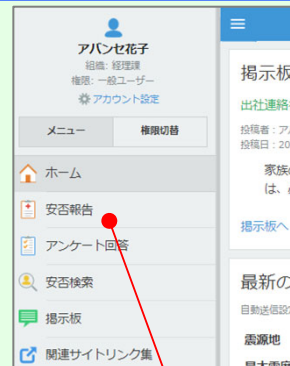 アバンセ花子
組織: 経理課
権限: 一般ユーザー
アカウント設定
メニュー 権限切替
ホーム
安否報告
アンケート回答
安否検索
掲示板
関連サイトリンク集
掲示板
出社連絡
投稿者：ア
投稿日：20
家族
は、
掲示板へ
最新の
自動送信設
震源地
最大震度